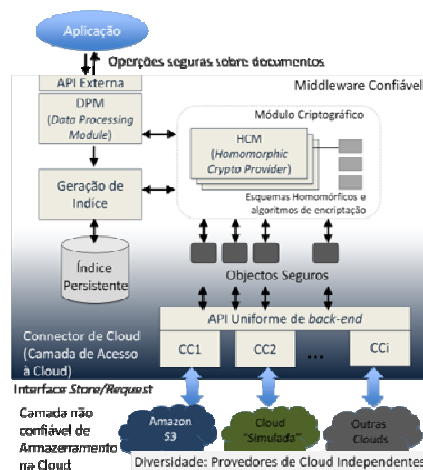 Aplicação
Operções seguras sobre documentos
API Externa
Middleware Confiável
DPM
(Data Processing
Module)
Módulo Criptográfico
HCM
(Homomorphic
Crypto Provider)
Geração de
Indíce
Esquemas Homomórficos e
algoritmos de encriptação
Índice
Persistente
Objectos Seguros
API Uniforme de back-end
Connector de Cloud
(Camada de Acesso
à Cloud)
CC1
CC2
...
CCi
Interface Store/Request
Camada não
confiável de
Armazenamento
na Cloud
Amazon
S3
Cloud
"Simulada"
Outras
Clouds
Diversidade: Provedores de Cloud Independentes